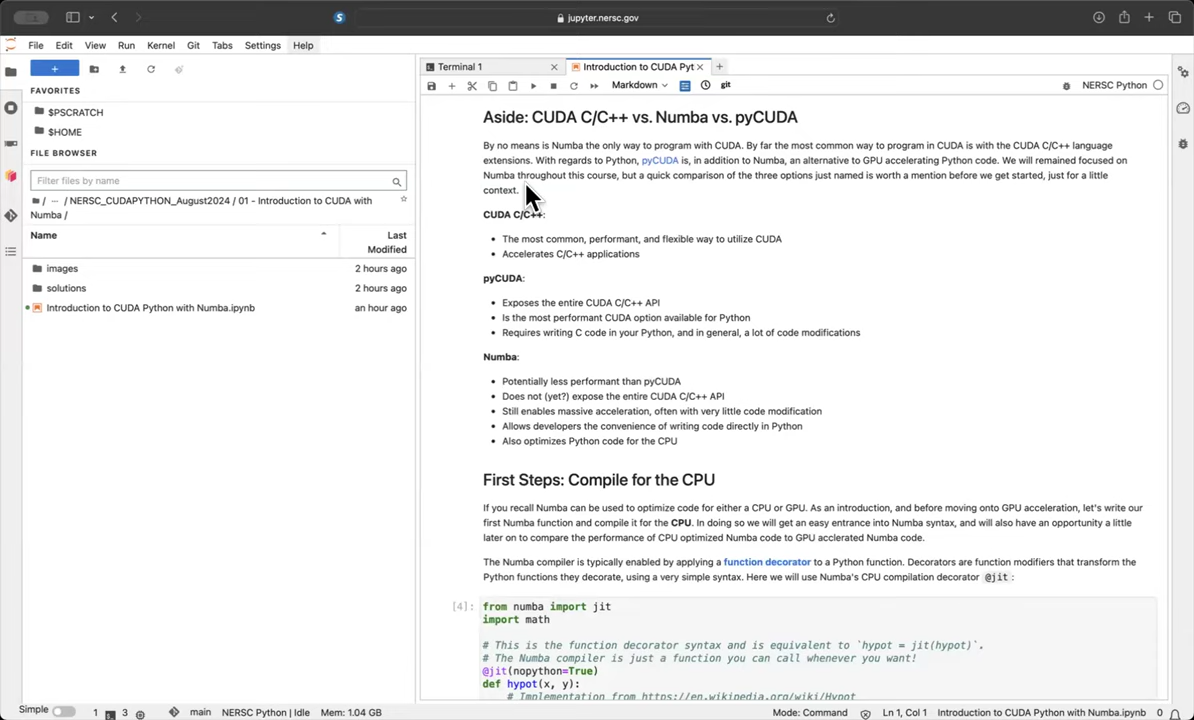 jupyter.nersc.gov
File Edit View Run Kernel Git Tabs Settings Help
FAVORITES
$PSCRATCH
$HOME
FILE BROWSER
Filter files by name
/ ··· / NERSC_CUDAPYTHON_August2024 / 01 - Introduction to CUDA with
Numba /
Name Last
Modified
images 2 hours ago
solutions 2 hours ago
Introduction to CUDA Python with Numba.ipynb an hour ago
Terminal 1
Introduction to CUDA Pyt
Markdown
git
NERSC Python
Aside: CUDA C/C++ vs. Numba vs. pyCUDA
By no means is Numba the only way to program with CUDA. By far the most common way to program in CUDA is with the CUDA C/C++ language
extensions. With regards to Python, pyCUDA is, in addition to Numba, an alternative to GPU accelerating Python code. We will remained focused on
Numba throughout this course, but a quick comparison of the three options just named is worth a mention before we get started, just for a little
context.
CUDA C/C++:
• The most common, performant, and flexible way to utilize CUDA
• Accelerates C/C++ applications
pyCUDA:
• Exposes the entire CUDA C/C++ API
• Is the most performant CUDA option available for Python
• Requires writing C code in your Python, and in general, a lot of code modifications
Numba:
• Potentially less performant than pyCUDA
• Does not (yet?) expose the entire CUDA C/C++ API
• Still enables massive acceleration, often with very little code modification
• Allows developers the convenience of writing code directly in Python
• Also optimizes Python code for the CPU
First Steps: Compile for the CPU
If you recall Numba can be used to optimize code for either a CPU or GPU. As an introduction, and before moving onto GPU acceleration, let's write our
first Numba function and compile it for the CPU. In doing so we will get an easy entrance into Numba syntax, and will also have an opportunity a little
later on to compare the performance of CPU optimized Numba code to GPU acclerated Numba code.
The Numba compiler is typically enabled by applying a function decorator to a Python function. Decorators are function modifiers that transform the
Python functions they decorate, using a very simple syntax. Here we will use Numba's CPU compilation decorator @jit:
[4]: from numba import jit
import math
# This is the function decorator syntax and is equivalent to `hypot = jit(hypot)`.
# The Numba compiler is just a function you can call whenever you want!
@jit(nopython=True)
def hypot(x, y):
# Implementation from https://en.wikipedia.org/wiki/Hypot
Simple 1 3 main NERSC Python | Idle Mem: 1.04 GB
Mode: Command Ln 1, Col 1 Introduction to CUDA Python with Numba.ipynb 0